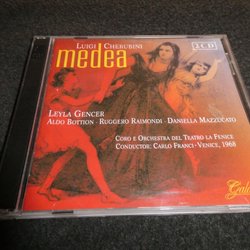 LUIGI CHERUBINI
2 CD
medea
LEYLA GENCER
ALDO BOTTION · RUGGERO RAIMONDI · DANIELLA MAZZUCATO
CORO E ORCHESTRA DEL TEATRO LA FENICE
CONDUCTOR: CARLO FRANCI · VENICE, 1968
Gala